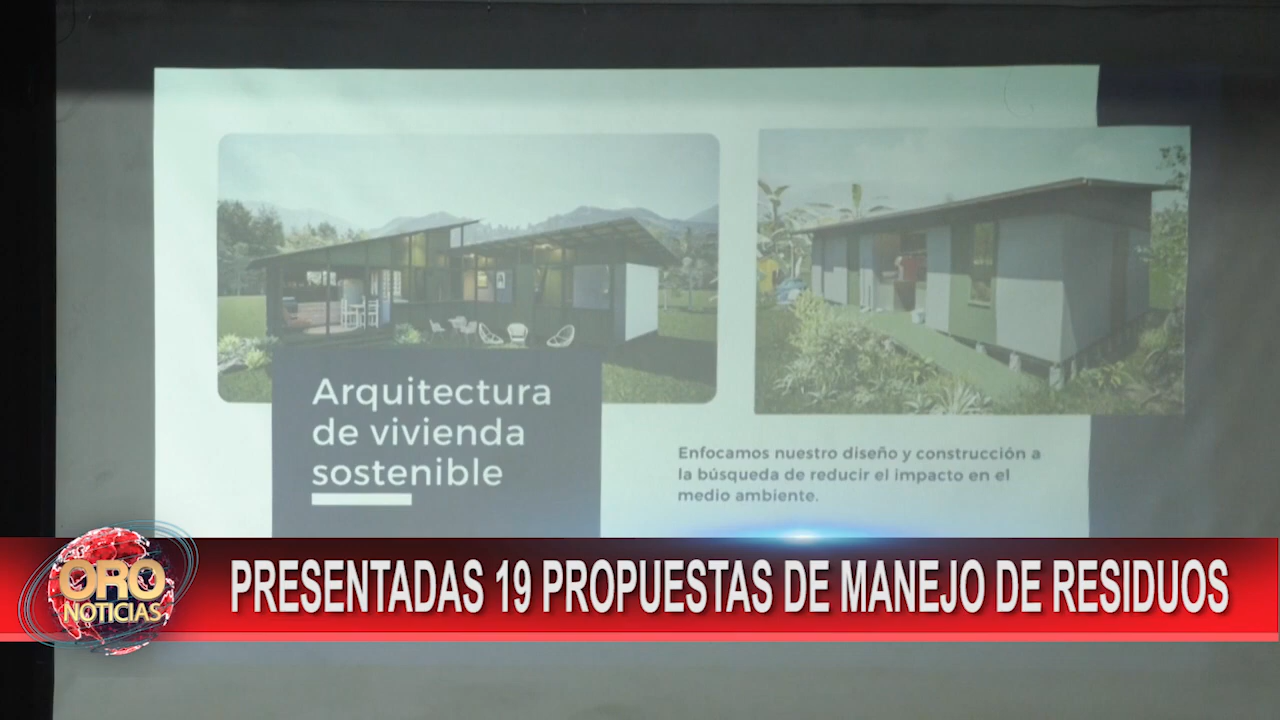 Arquitectura
de vivienda
sostenible
Enfocamos nuestro diseño y construcción a
la búsqueda de reducir el impacto en el
medio ambiente.
ORO
NOTICIAS
PRESENTADAS 19 PROPUESTAS DE MANEJO DE RESIDUOS